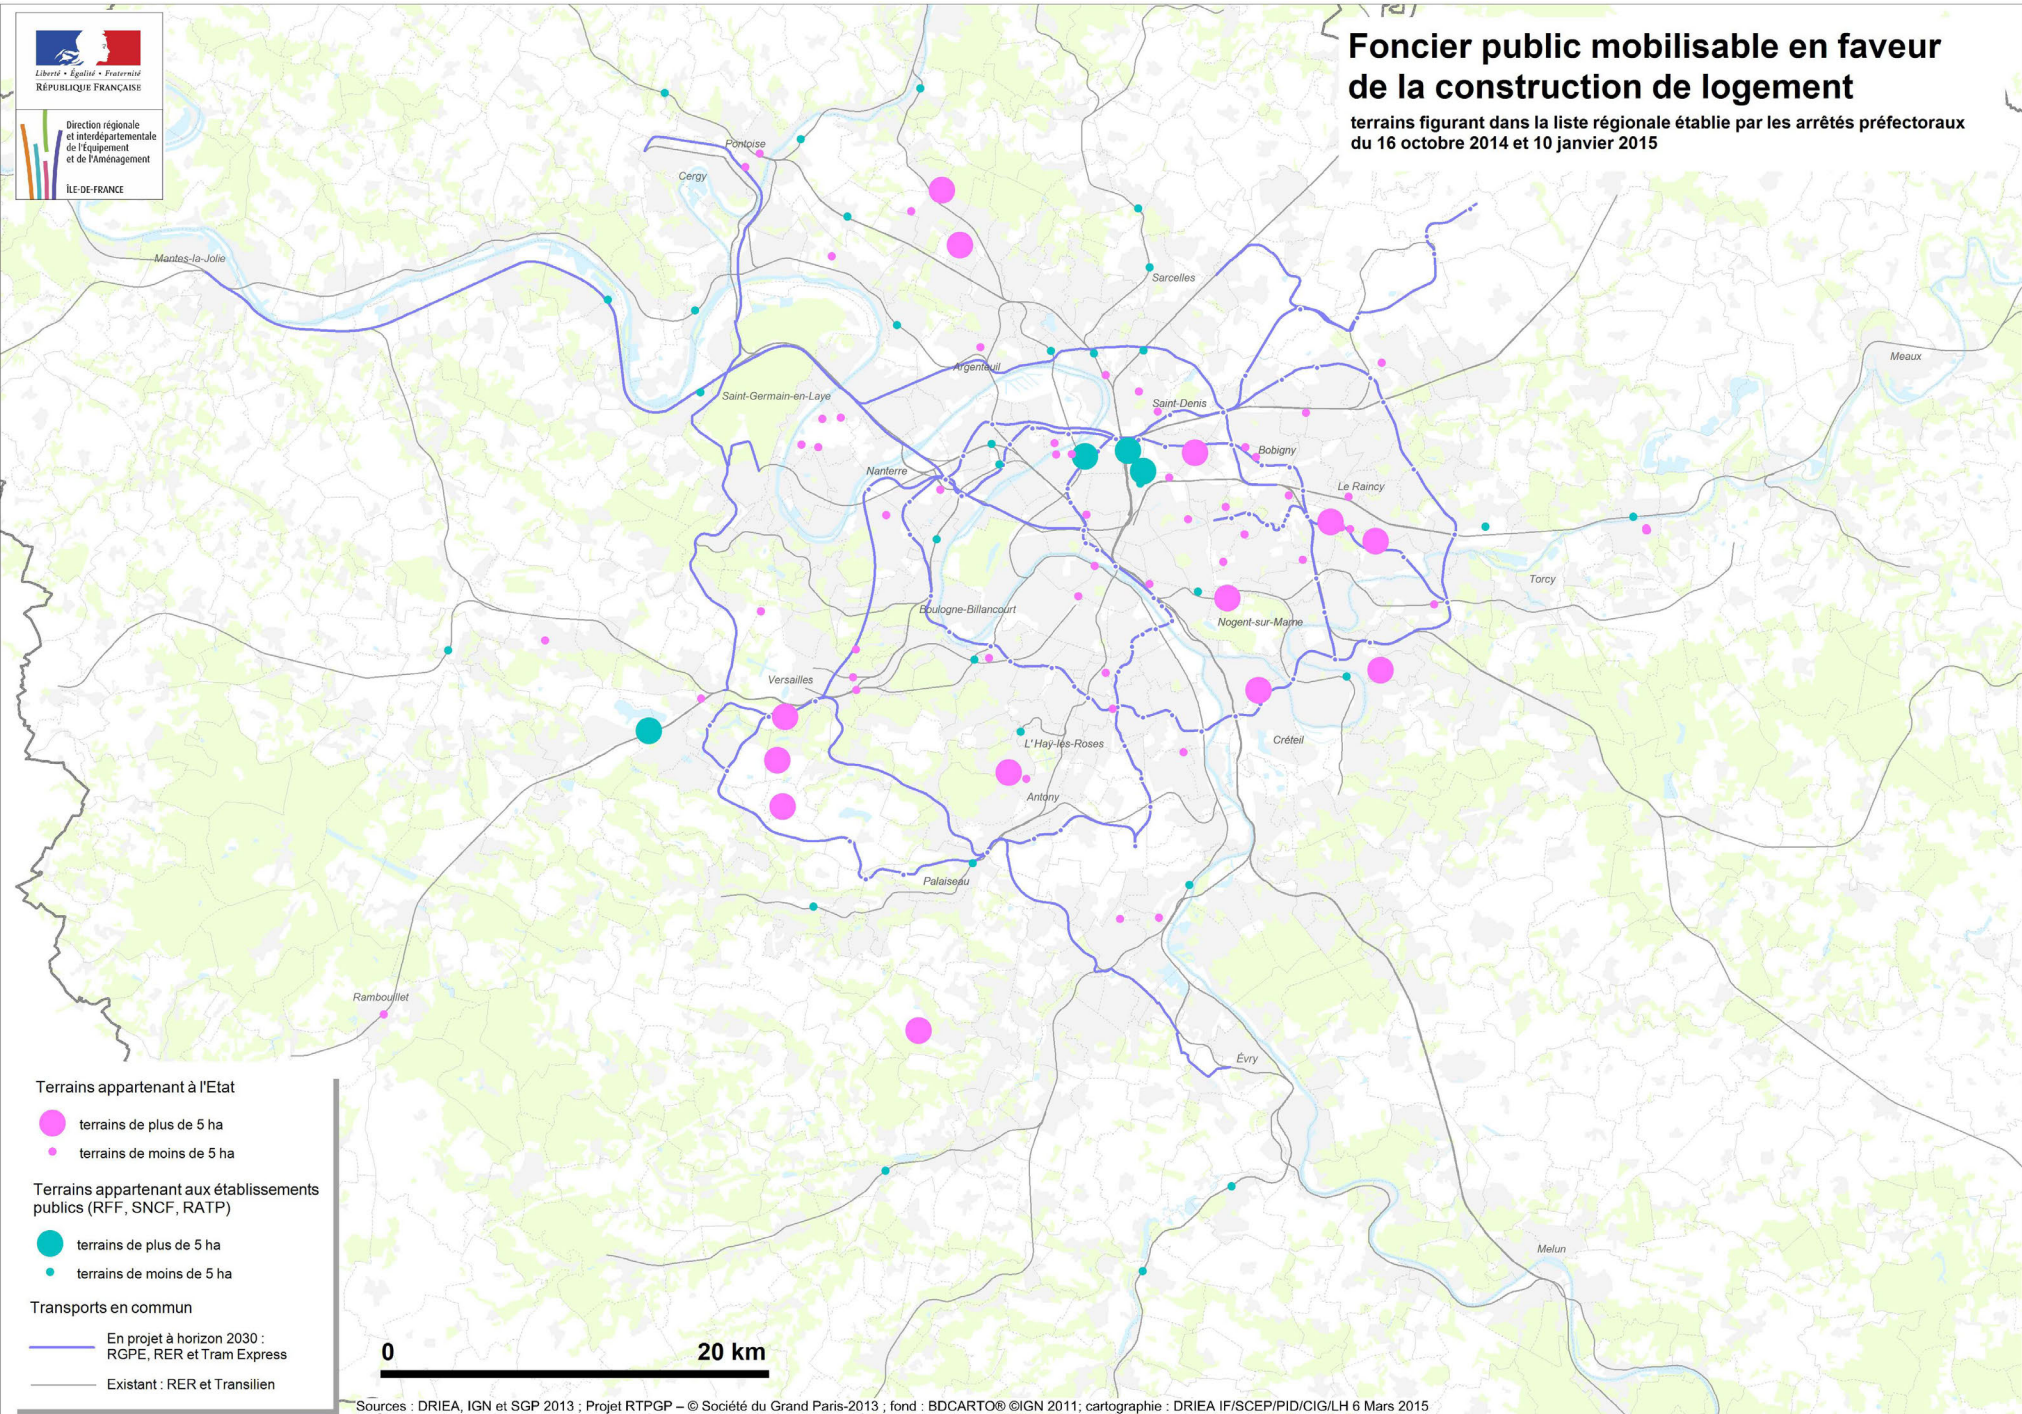 Liberté • Égalité • Fraternité
RÉPUBLIQUE FRANÇAISE
Direction régionale
et interdépartementale
de l'Équipement
et de l'Aménagement
ÎLE-DE-FRANCE
Foncier public mobilisable en faveur
de la construction de logement
terrains figurant dans la liste régionale établie par les arrêtés préfectoraux
du 16 octobre 2014 et 10 janvier 2015
Pontoise
Cergy
Mantes-la-Jolie
Sarcelles
Meaux
Argenteuil
Saint-Germain-en-Laye
Saint-Denis
Bobigny
Nanterre
Le Raincy
Torcy
Boulogne-Billancourt
Nogent-sur-Marne
Versailles
Créteil
L'Haÿ-les-Roses
Antony
Palaiseau
Rambouillet
Évry
Melun
Terrains appartenant à l'Etat
terrains de plus de 5 ha
terrains de moins de 5 ha
Terrains appartenant aux établissements
publics (RFF, SNCF, RATP)
terrains de plus de 5 ha
terrains de moins de 5 ha
Transports en commun
En projet à horizon 2030 :
RGPE, RER et Tram Express
Existant : RER et Transilien
0 20 km
Sources : DRIEA, IGN et SGP 2013 ; Projet RTPGP – © Société du Grand Paris-2013 ; fond : BDCARTO® ©IGN 2011; cartographie : DRIEA IF/SCEP/PID/CIG/LH 6 Mars 2015